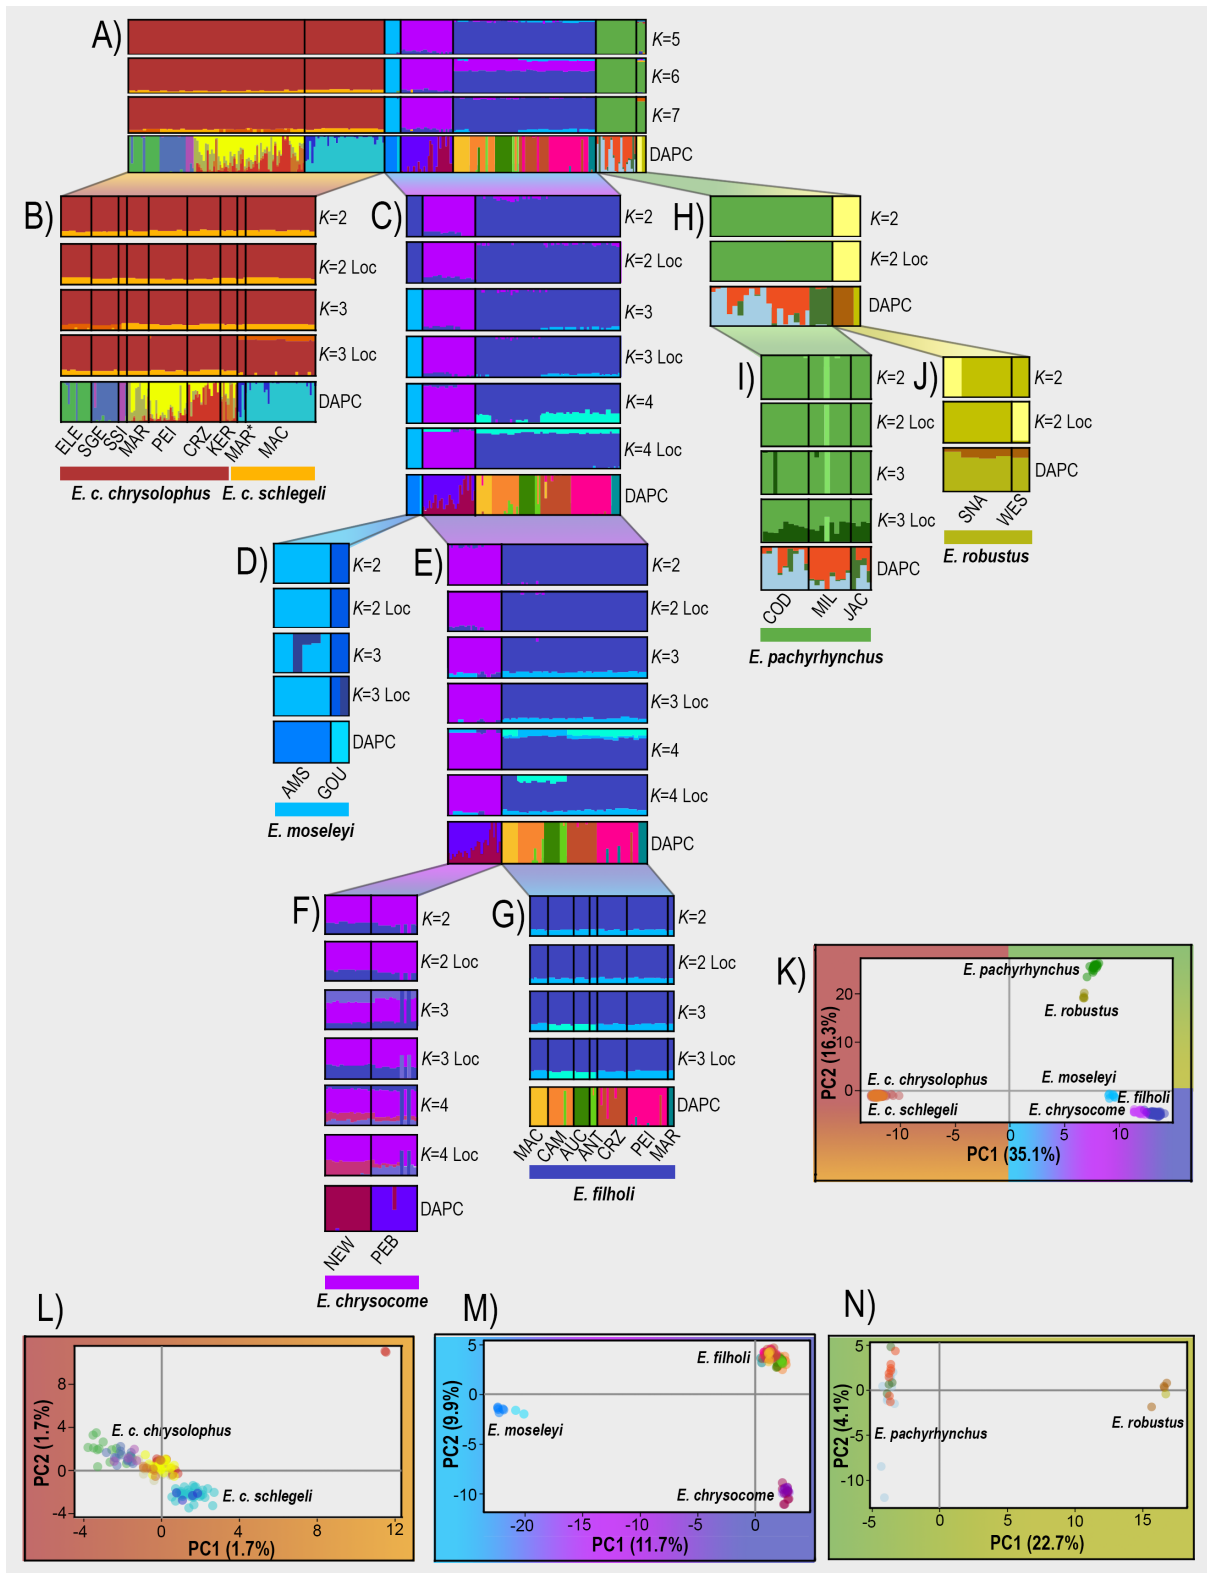 A)
K=5
K=6
K=7
DAPC
B)
K=2
K=2 Loc
K=3
K=3 Loc
DAPC
ELE SGE SSI MAR PEI CRZ KER MAR* MAC
E. c. chrysolophus E. c. schlegeli
C)
K=2
K=2 Loc
K=3
K=3 Loc
K=4
K=4 Loc
DAPC
H)
K=2
K=2 Loc
DAPC
I)
K=2
K=2 Loc
K=3
K=3 Loc
DAPC
COD MIL JAC
E. pachyrhynchus
J)
K=2
K=2 Loc
DAPC
SNA WES
E. robustus
D)
K=2
K=2 Loc
K=3
K=3 Loc
DAPC
AMS GOU
E. moseleyi
E)
K=2
K=2 Loc
K=3
K=3 Loc
K=4
K=4 Loc
DAPC
F)
K=2
K=2 Loc
K=3
K=3 Loc
K=4
K=4 Loc
DAPC
NEW PEB
E. chrysocome
G)
K=2
K=2 Loc
K=3
K=3 Loc
DAPC
MAC CAM AUC ANT CRZ PEI MAR
E. filholi
K)
E. pachyrhynchus
20
E. robustus
10
E. c. chrysolophus
E. moseleyi
0
E. filholi
E. c. schlegeli
E. chrysocome
-10 -5 0 5 10
PC2 (16.3%)
PC1 (35.1%)
L)
8
4
E. c. chrysolophus
0
E. c. schlegeli
-4
-4 0 4 8 12
PC2 (1.7%)
PC1 (1.7%)
M)
5
E. filholi
0
E. moseleyi
-5
E. chrysocome
-10
-20 -15 -10 -5 0
PC2 (9.9%)
PC1 (11.7%)
N)
5
0
E. robustus
E. pachyrhynchus
-5
-10
-5 0 5 10 15
PC2 (4.1%)
PC1 (22.7%)